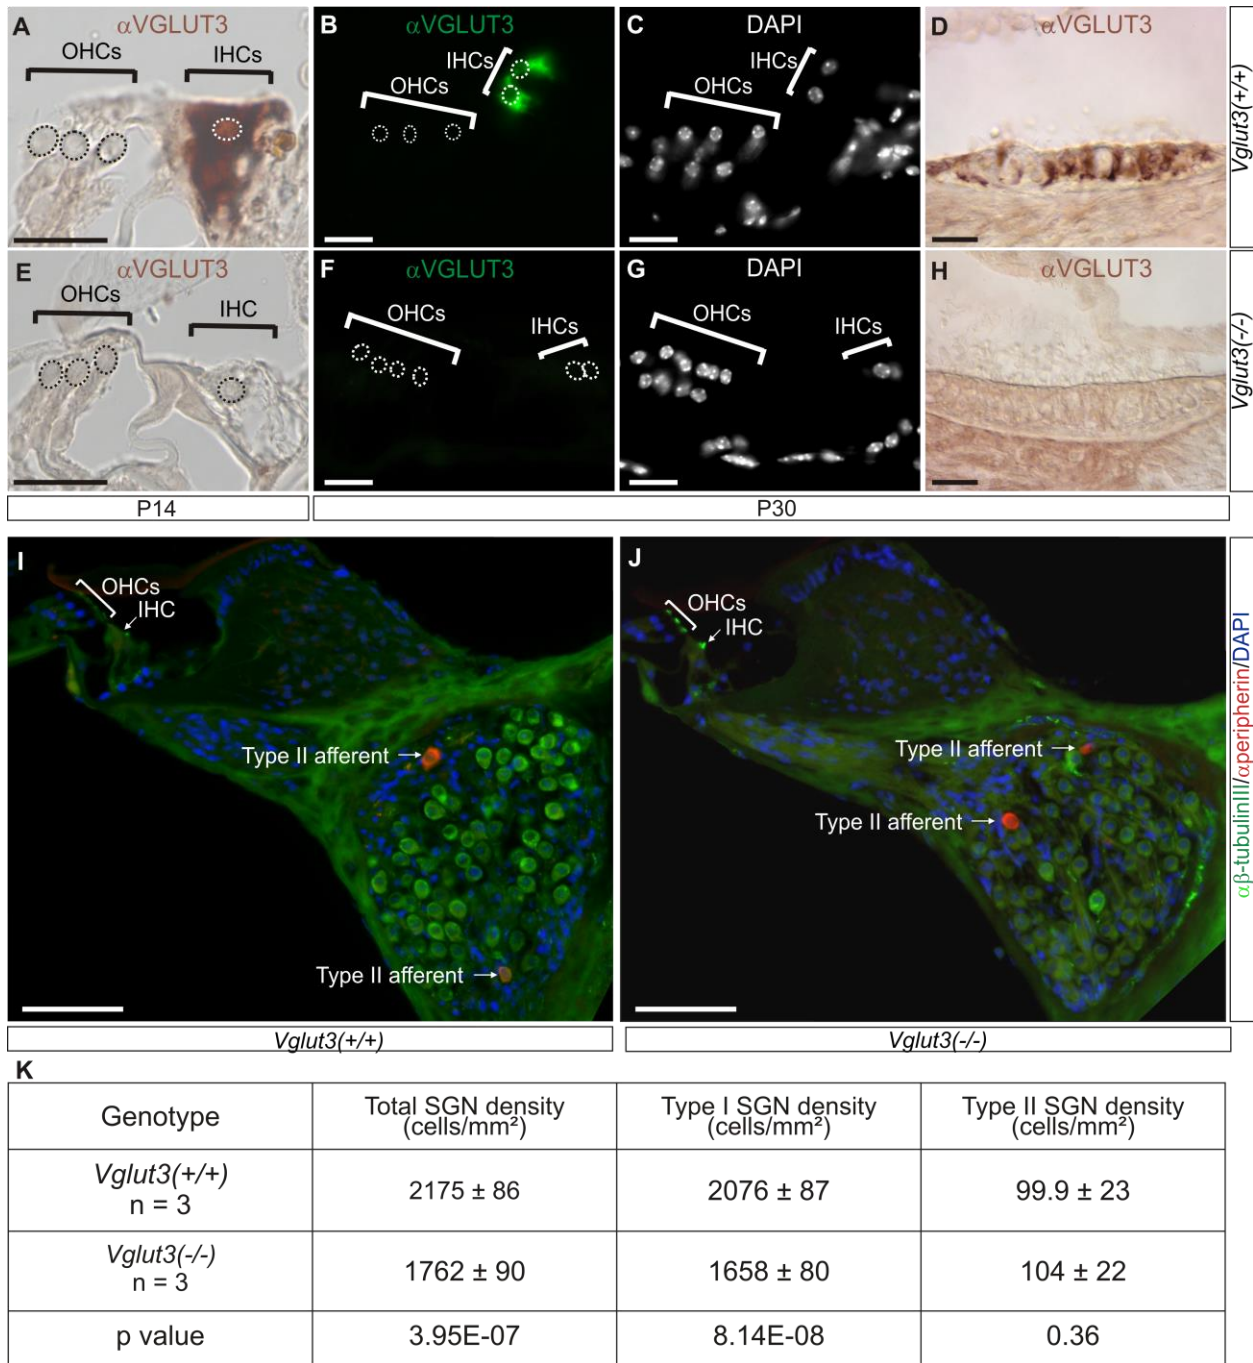 A
αVGLUT3
OHCs
IHCs
B
αVGLUT3
IHCs
OHCs
C
DAPI
IHCs
OHCs
D
αVGLUT3
Vglut3(+/+)
E
αVGLUT3
OHCs
IHC
F
αVGLUT3
OHCs
IHCs
G
DAPI
OHCs
IHCs
H
αVGLUT3
Vglut3(-/-)
P14
P30
I
OHCs
IHC
Type II afferent
Type II afferent
J
OHCs
IHC
Type II afferent
Type II afferent
αβ-tubulinIII/αperipherin/DAPI
Vglut3(+/+)
Vglut3(-/-)
K
Genotype
Total SGN density
(cells/mm²)
Type I SGN density
(cells/mm²)
Type II SGN density
(cells/mm²)
Vglut3(+/+)
n = 3
2175 ± 86
2076 ± 87
99.9 ± 23
Vglut3(-/-)
n = 3
1762 ± 90
1658 ± 80
104 ± 22
p value
3.95E-07
8.14E-08
0.36